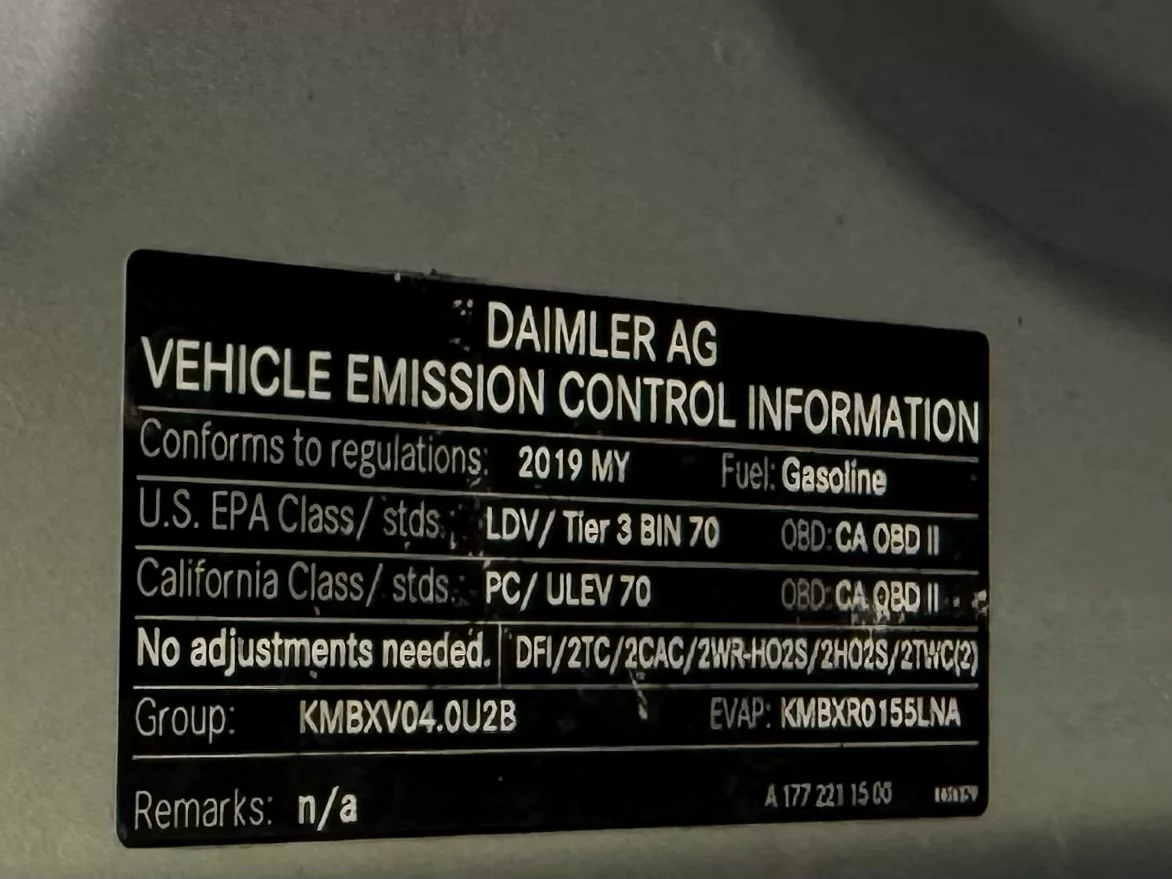 DAIMLER AG
VEHICLE EMISSION CONTROL INFORMATION
Conforms to regulations: 2019 MY Fuel: Gasoline
U.S. EPA Class/ stds.: LDV/ Tier 3 BIN 70 OBD: CA OBD II
California Class/ stds.: PC/ ULEV 70 OBD: CA OBD II
No adjustments needed. DFI/2TC/2CAC/2WR-HO2S/2HO2S/2TWC(2)
Group: KMBXV04.0U2B EVAP: KMBXR0155LNA
Remarks: n/a A 177 221 15 00